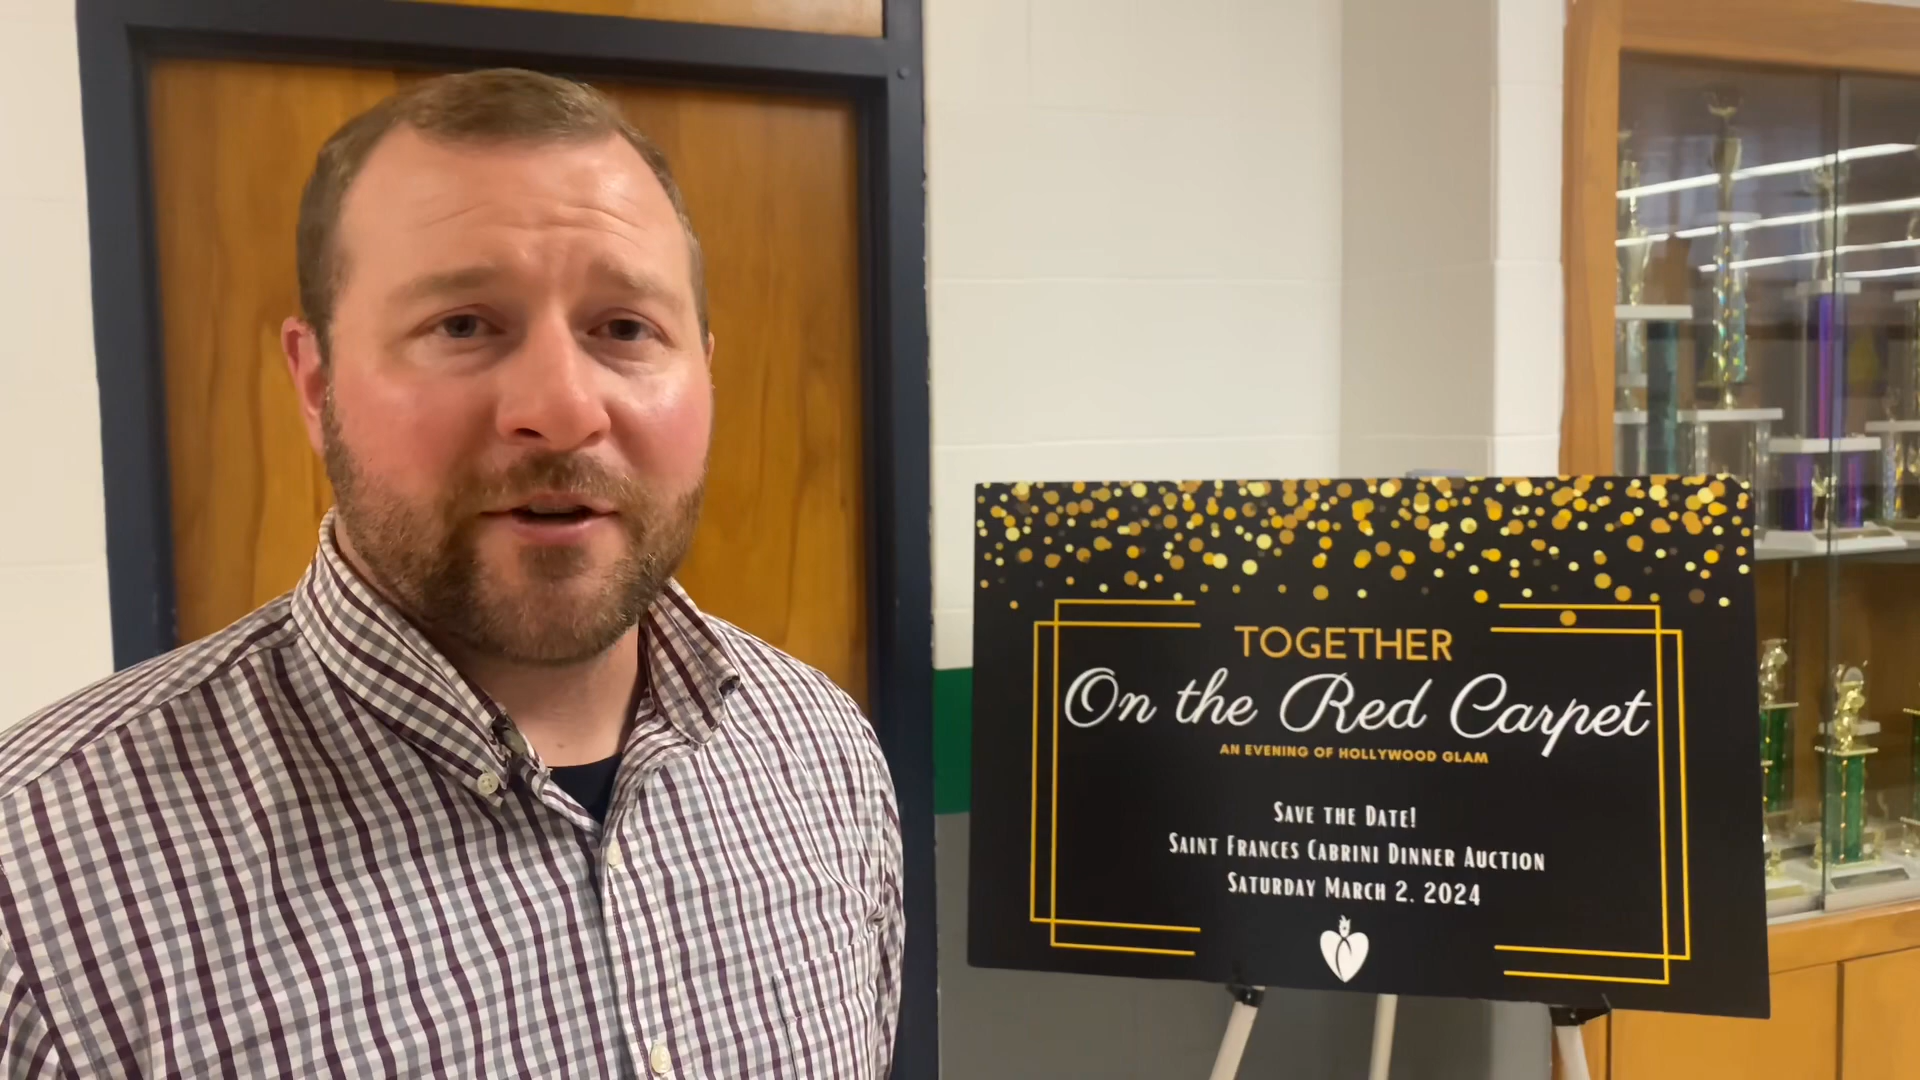 TOGETHER
On the Red Carpet
AN EVENING OF HOLLYWOOD GLAM
SAVE THE DATE!
SAINT FRANCES CABRINI DINNER AUCTION
SATURDAY MARCH 2, 2024